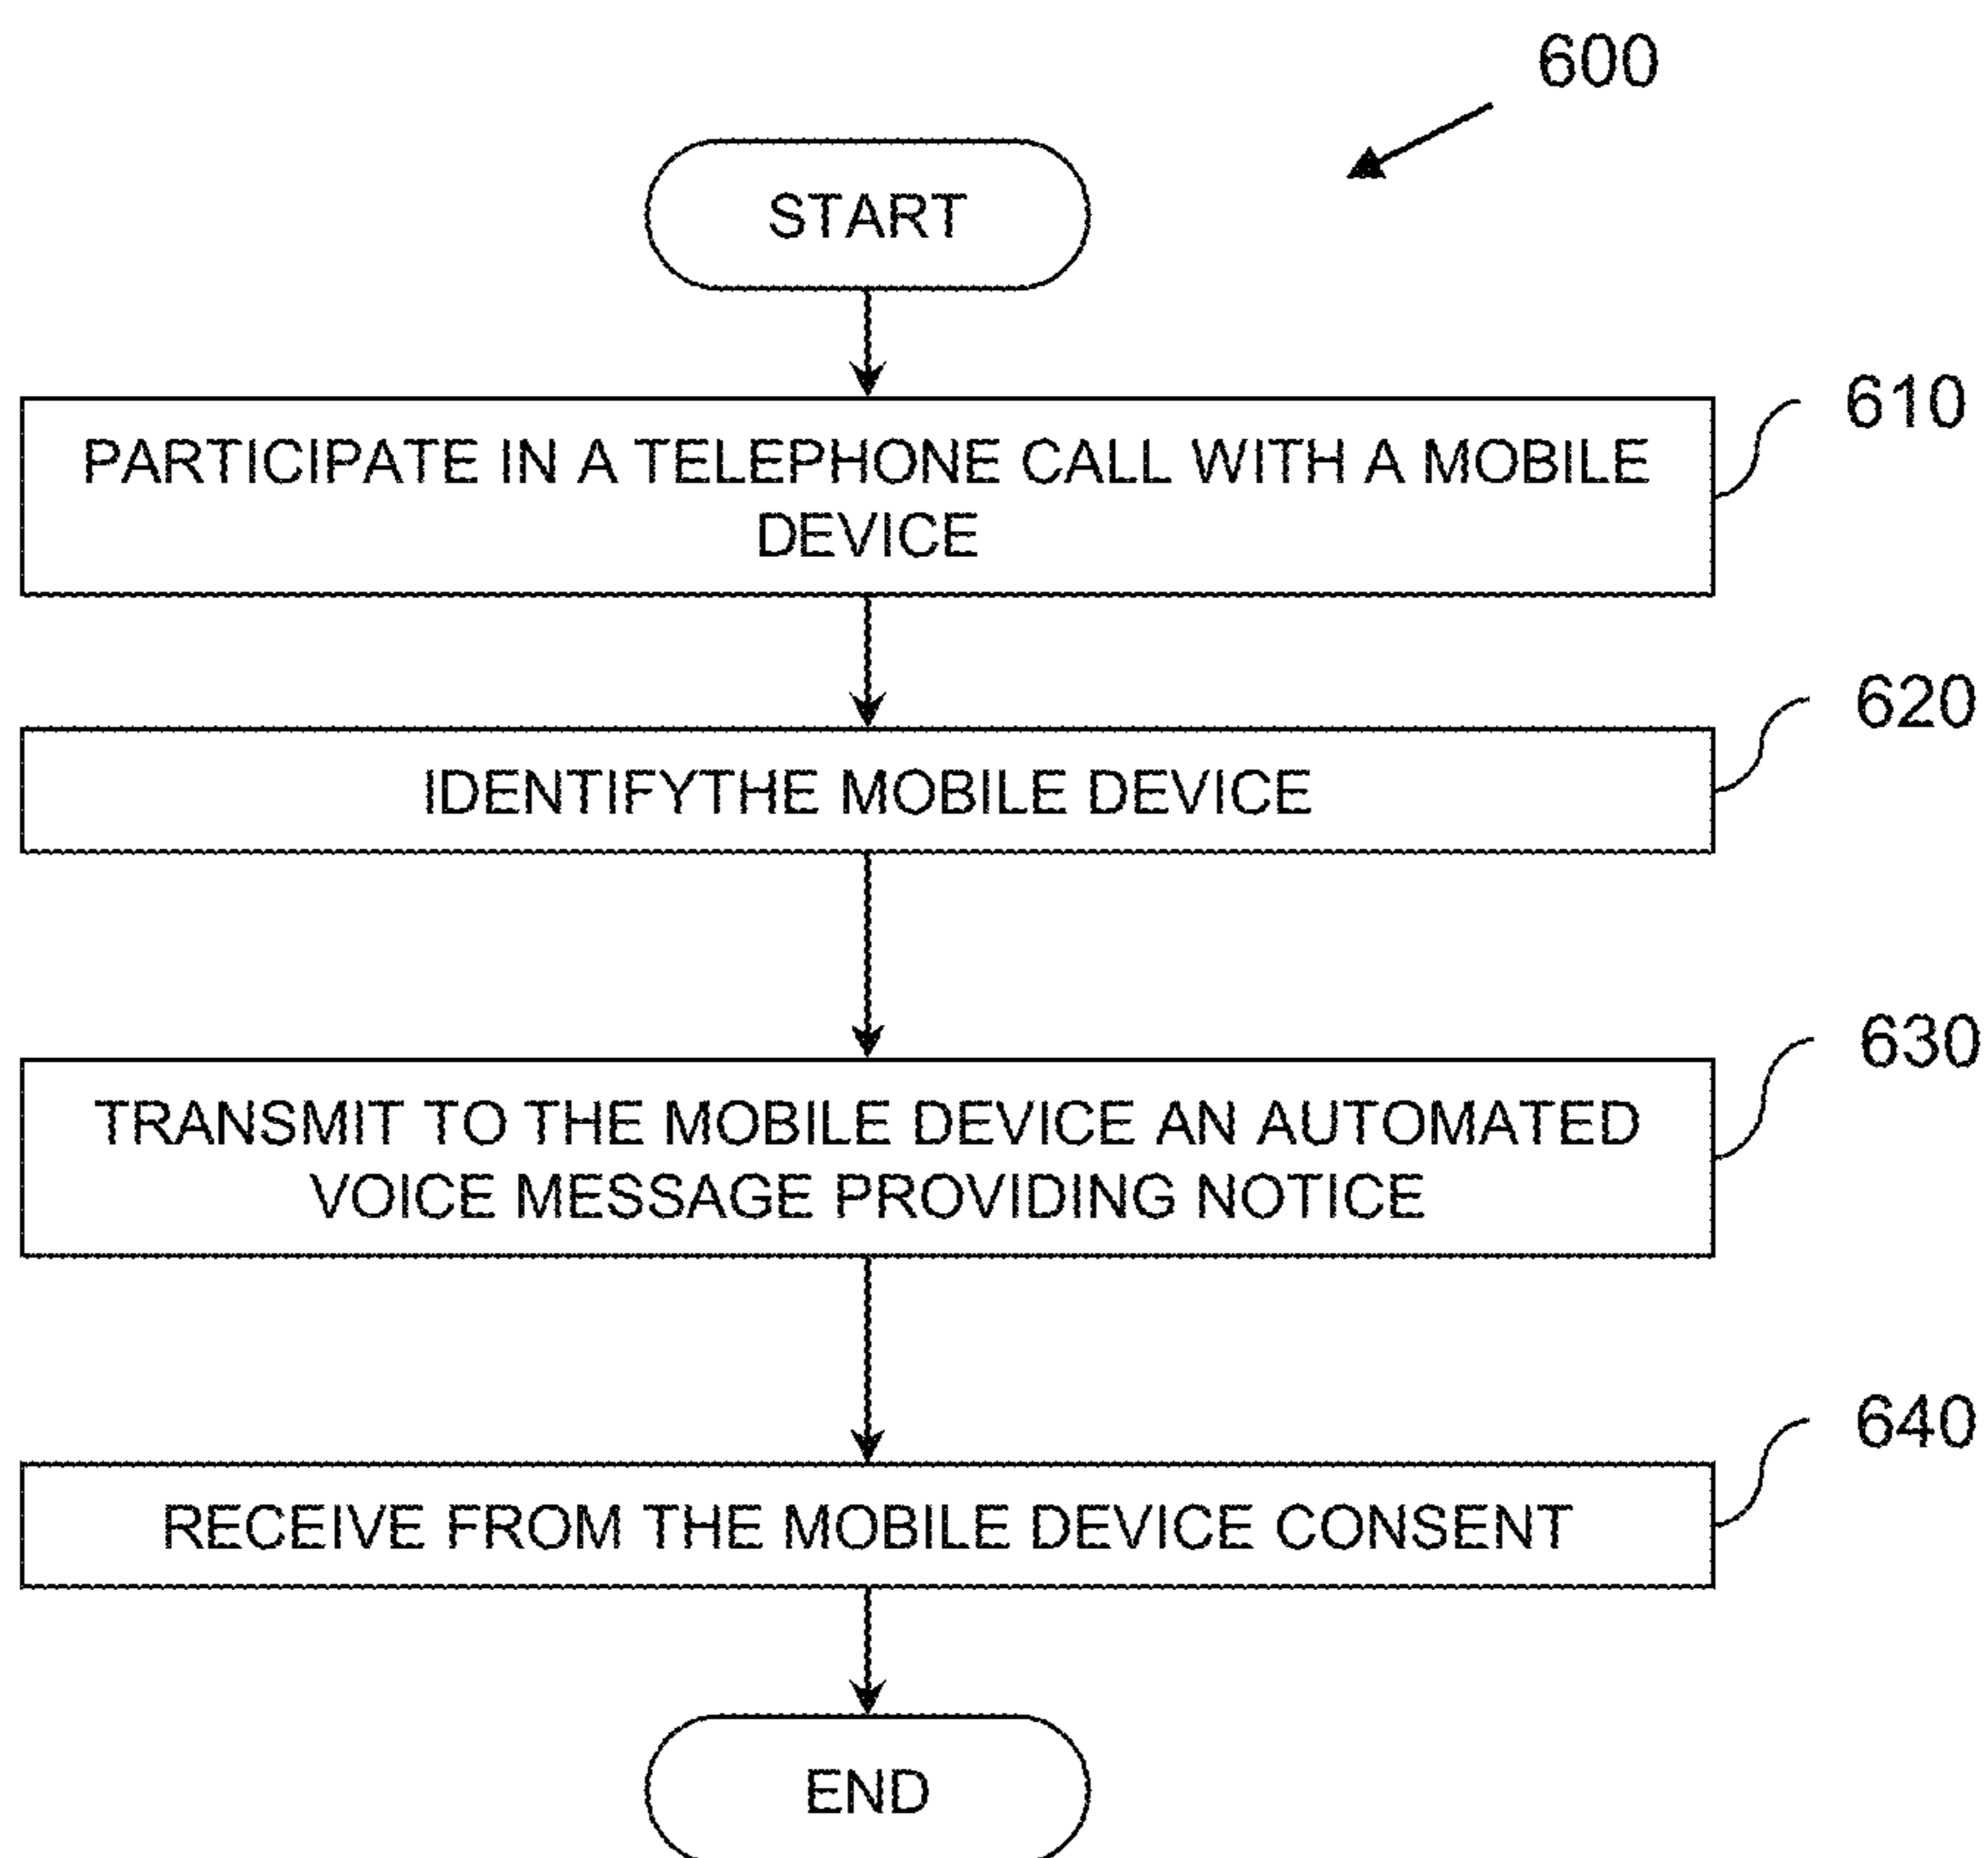 600
START
610
PARTICIPATE IN A TELEPHONE CALL WITH A MOBILE
DEVICE
620
IDENTIFYTHE MOBILE DEVICE
630
TRANSMIT TO THE MOBILE DEVICE AN AUTOMATED
VOICE MESSAGE PROVIDING NOTICE
640
RECEIVE FROM THE MOBILE DEVICE CONSENT
END